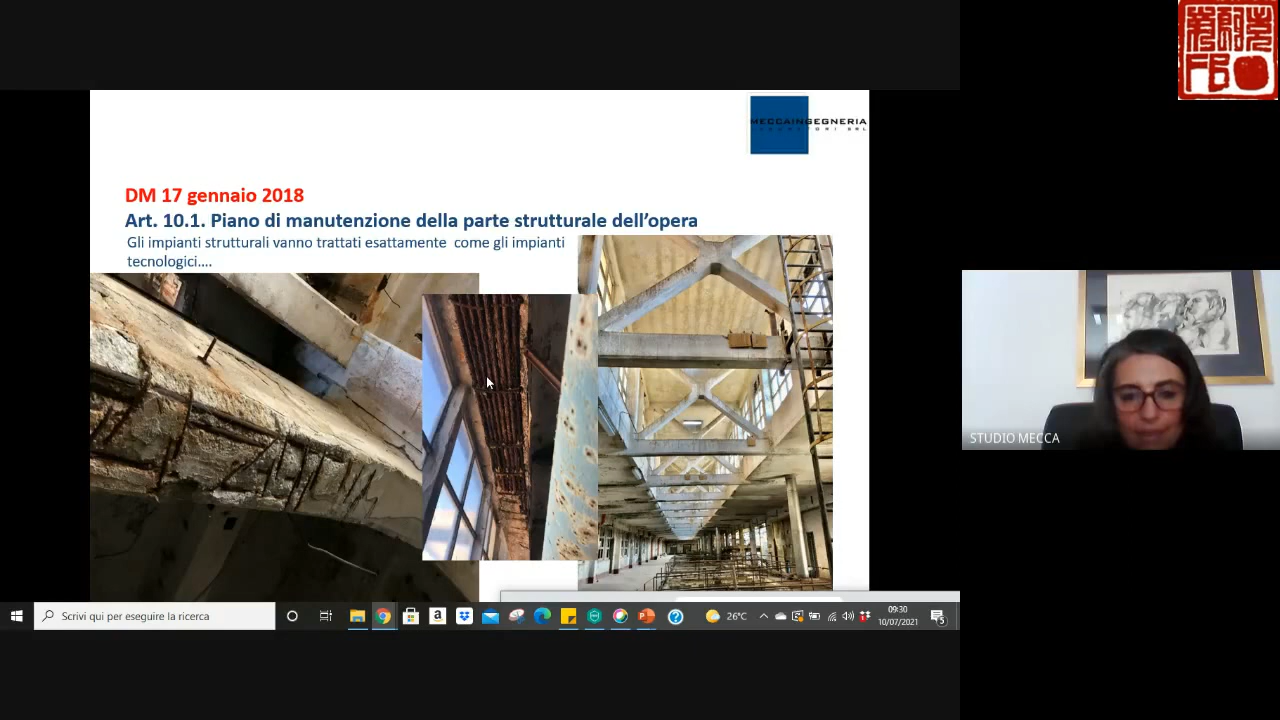 MECCAINGEGNERIA
DM 17 gennaio 2018
Art. 10.1. Piano di manutenzione della parte strutturale dell’opera
Gli impianti strutturali vanno trattati esattamente come gli impianti
tecnologici....
STUDIO MECCA
Scrivi qui per eseguire la ricerca
26°C
09:30
10/07/2021
5